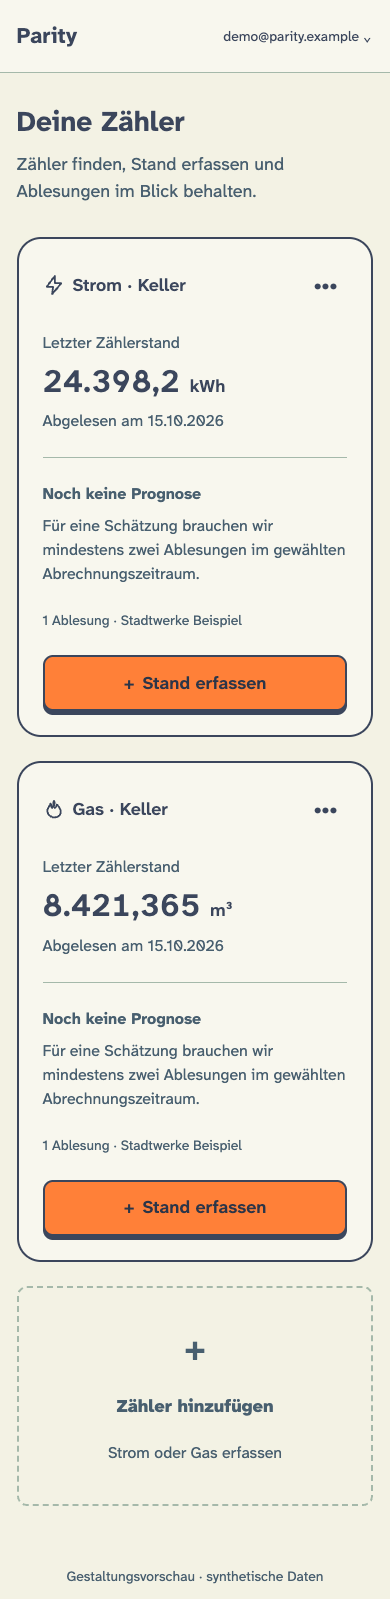 Parity
demo@parity.example
Deine Zähler
Zähler finden, Stand erfassen und
Ablesungen im Blick behalten.
Strom · Keller
Letzter Zählerstand
24.398,2 kWh
Abgelesen am 15.10.2026
Noch keine Prognose
Für eine Schätzung brauchen wir
mindestens zwei Ablesungen im gewählten
Abrechnungszeitraum.
1 Ablesung · Stadtwerke Beispiel
+ Stand erfassen
Gas · Keller
Letzter Zählerstand
8.421,365 m³
Abgelesen am 15.10.2026
Noch keine Prognose
Für eine Schätzung brauchen wir
mindestens zwei Ablesungen im gewählten
Abrechnungszeitraum.
1 Ablesung · Stadtwerke Beispiel
+ Stand erfassen
+
Zähler hinzufügen
Strom oder Gas erfassen
Gestaltungsvorschau · synthetische Daten